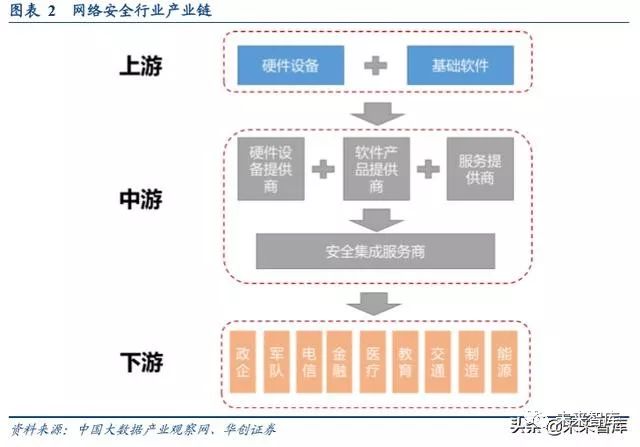 图表 2 网络安全行业产业链
上游
硬件设备
基础软件
中游
硬件设
备提供
商
软件产
品提供
商
服务提
供商
安全集成服务商
下游
政企
军队
电信
金融
医疗
教育
交通
制造
能源
资料来源：中国大数据产业观察网、华创证券
未来智库
头条@未来智库